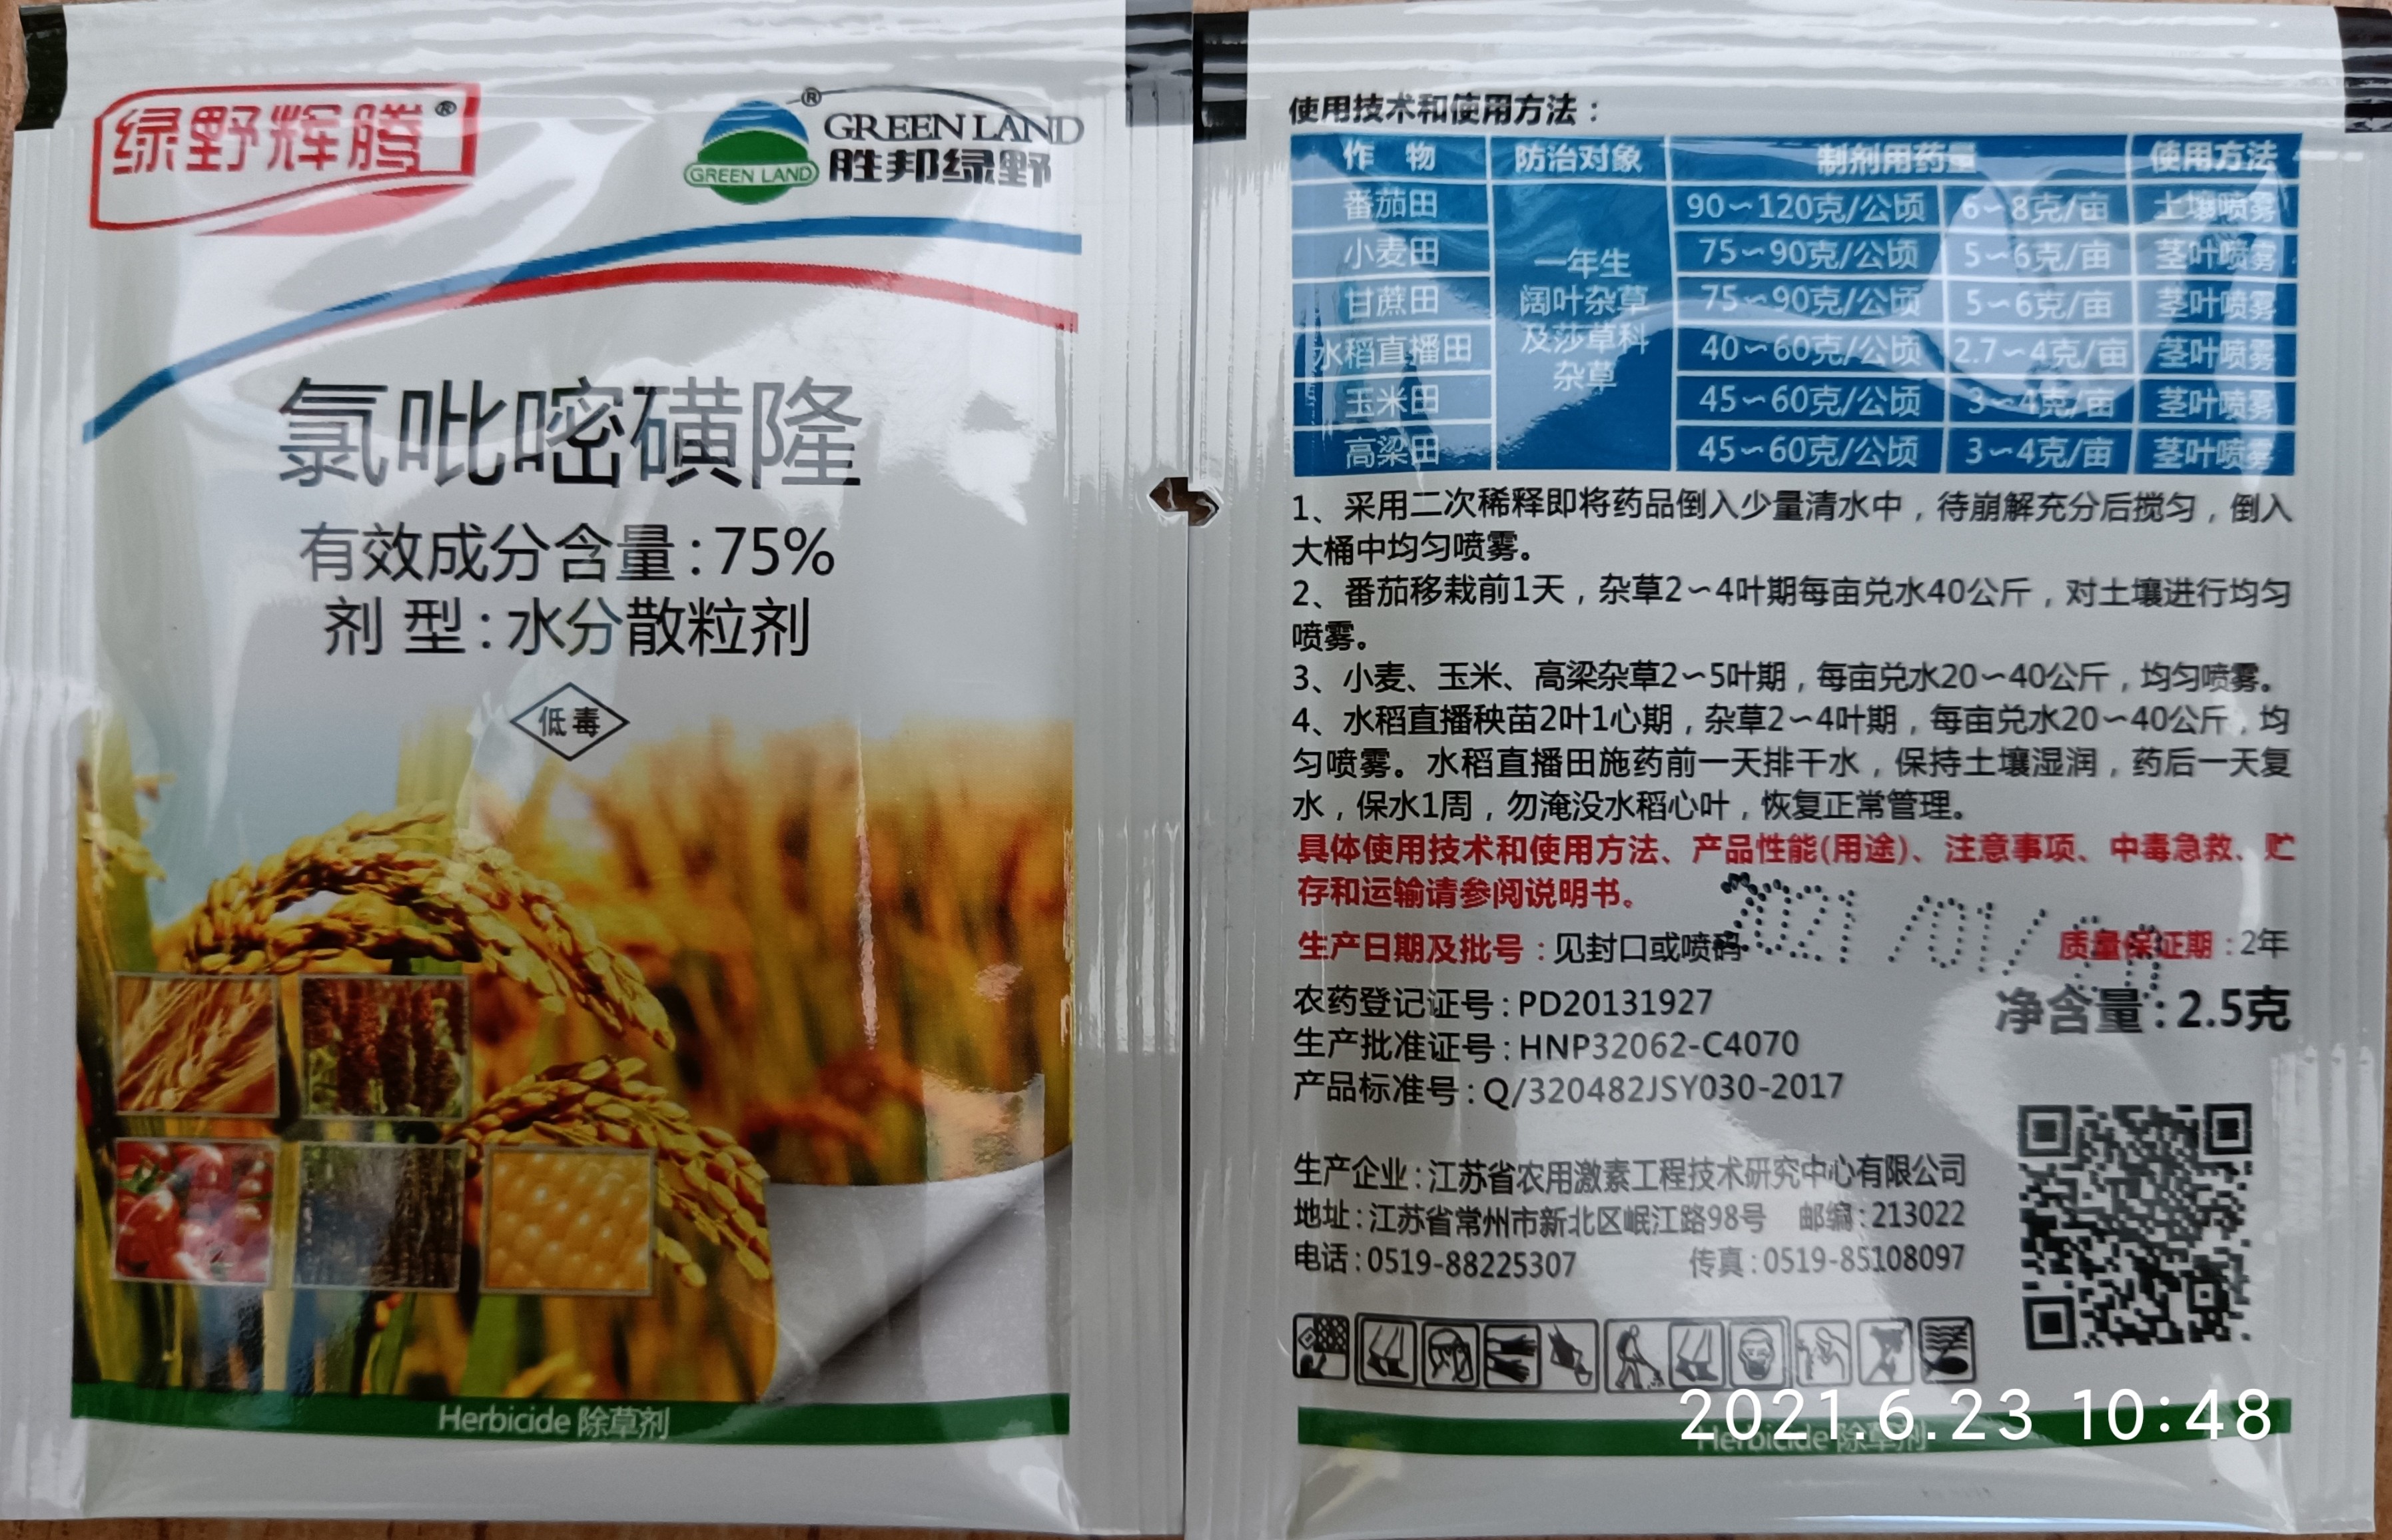 绿野辉腾®
®
GREEN LAND
GREEN LAND
胜邦绿野
氯吡嘧磺隆
有效成分含量:75%
剂 型:水分散粒剂
低毒
Herbicide 除草剂
使用技术和使用方法：
作 物 防治对象 制剂用药量 使用方法
番茄田 90~120克/公顷 6~8克/亩 土壤喷雾
小麦田 75~90克/公顷 5~6克/亩 茎叶喷雾
甘蔗田 75~90克/公顷 5~6克/亩 茎叶喷雾
水稻直播田 40~60克/公顷 2.7~4克/亩 茎叶喷雾
玉米田 45~60克/公顷 3~4克/亩 茎叶喷雾
高粱田 45~60克/公顷 3~4克/亩 茎叶喷雾
一年生
阔叶杂草
及莎草科
杂草
1、采用二次稀释即将药品倒入少量清水中，待崩解充分后搅匀，倒入
大桶中均匀喷雾。
2、番茄移栽前1天，杂草2~4叶期每亩兑水40公斤，对土壤进行均匀
喷雾。
3、小麦、玉米、高粱杂草2~5叶期，每亩兑水20~40公斤，均匀喷雾。
4、水稻直播秧苗2叶1心期，杂草2~4叶期，每亩兑水20~40公斤，均
匀喷雾。水稻直播田施药前一天排干水，保持土壤湿润，药后一天复
水，保水1周，勿淹没水稻心叶，恢复正常管理。
具体使用技术和使用方法、产品性能(用途)、注意事项、中毒急救、贮
存和运输请参阅说明书。
2021/01/
生产日期及批号：见封口或喷码 质量保证期：2年
农药登记证号:PD20131927
净含量:2.5克
生产批准证号:HNP32062-C4070
产品标准号:Q/320482JSY030-2017
生产企业:江苏省农用激素工程技术研究中心有限公司
地址:江苏省常州市新北区岷江路98号 邮编:213022
电话:0519-88225307 传真:0519-85108097
Herbicide 除草剂
2021.6.23 10:48